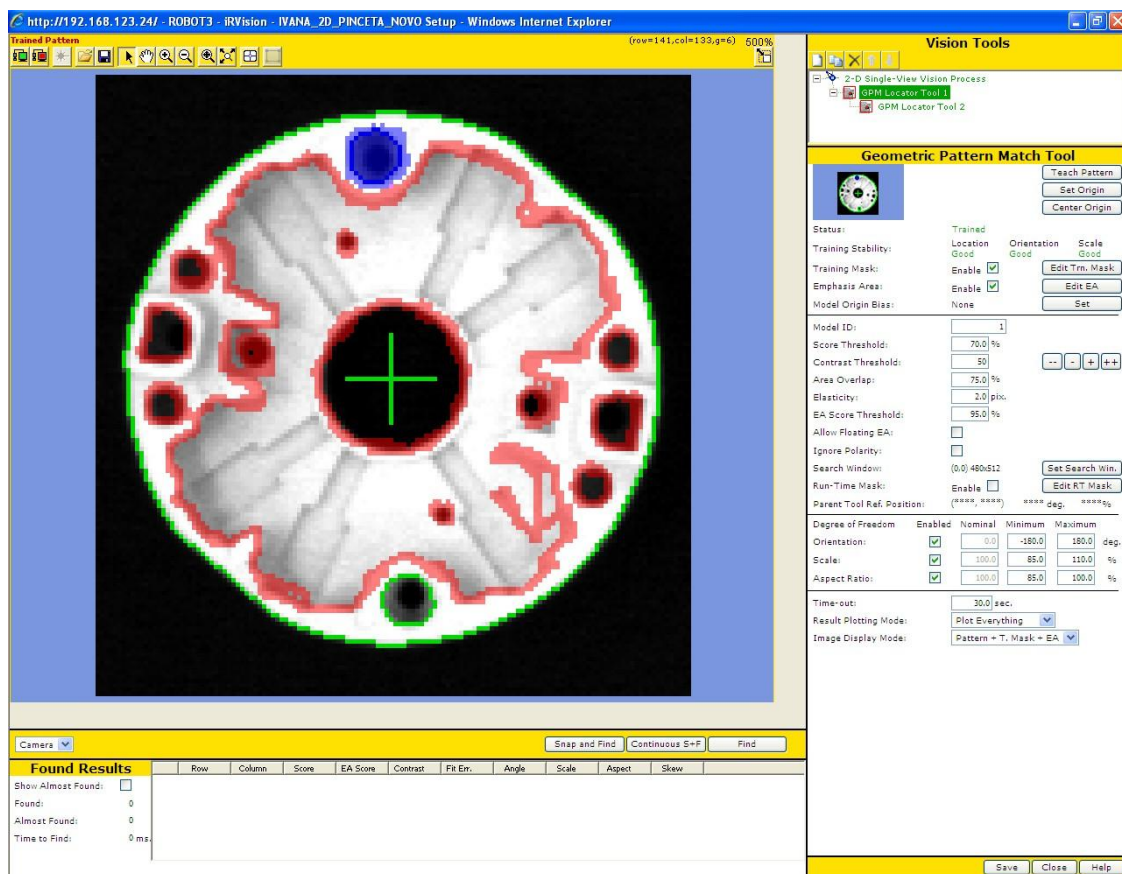 http://192.168.123.24/ - ROBOT3 - iRVision - IVANA_2D_PINCETA_NOVO Setup - Windows Internet Explorer
Trained Pattern
(row=141,col=133,g=6) 500%
Vision Tools
2-D Single-View Vision Process
GPM Locator Tool 1
GPM Locator Tool 2
Geometric Pattern Match Tool
Teach Pattern
Set Origin
Center Origin
Status: Trained
Training Stability: Location Orientation Scale
Good Good Good
Training Mask: Enable Edit Trn. Mask
Emphasis Area: Enable Edit EA
Model Origin Bias: None Set
Model ID: 1
Score Threshold: 70.0 %
Contrast Threshold: 50 -- - + ++
Area Overlap: 75.0 %
Elasticity: 2.0 pix.
EA Score Threshold: 95.0 %
Allow Floating EA:
Ignore Polarity:
Search Window: (0,0) 480x512 Set Search Win.
Run-Time Mask: Enable Edit RT Mask
Parent Tool Ref. Position: (****, ****) **** deg. ****%
Degree of Freedom Enabled Nominal Minimum Maximum
Orientation: 0.0 -180.0 180.0 deg.
Scale: 100.0 85.0 110.0 %
Aspect Ratio: 100.0 85.0 100.0 %
Time-out: 30.0 sec.
Result Plotting Mode: Plot Everything
Image Display Mode: Pattern + T. Mask + EA
Camera
Snap and Find Continuous S+F Find
Found Results
Row Column Score EA Score Contrast Fit Err. Angle Scale Aspect Skew
Show Almost Found:
Found: 0
Almost Found: 0
Time to Find: 0 ms.
Save Close Help